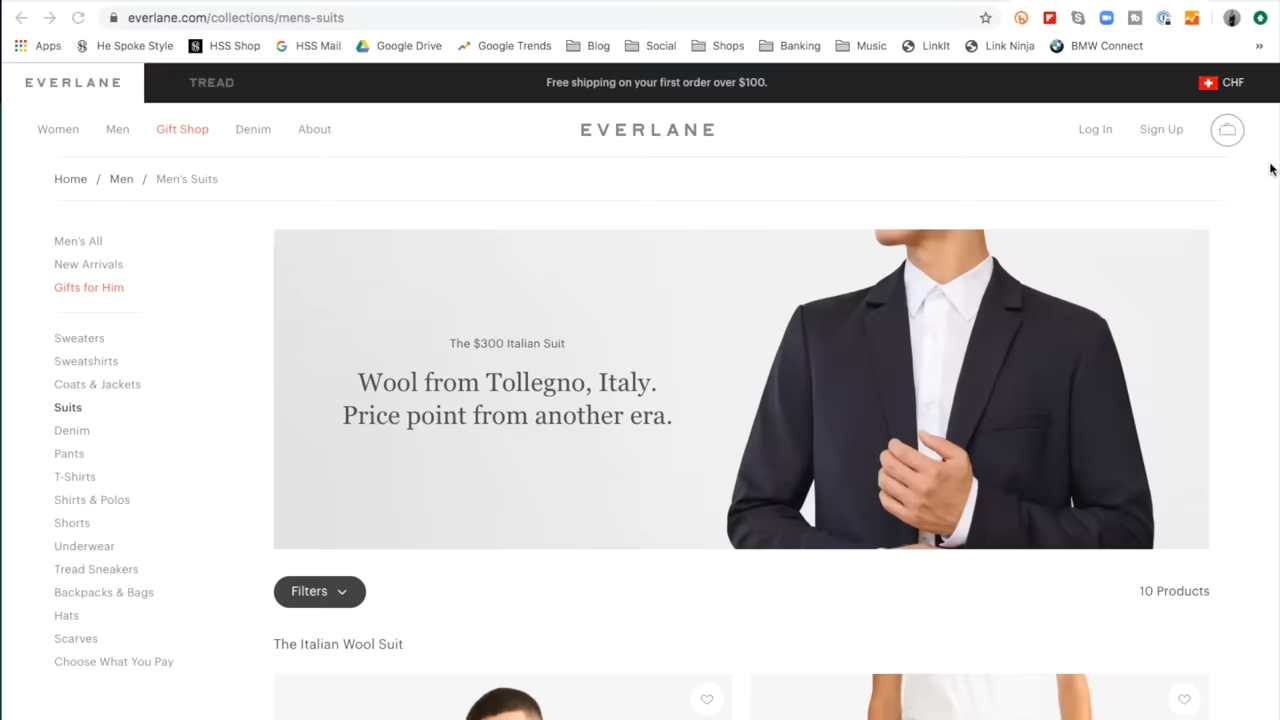 everlane.com/collections/mens-suits
Apps He Spoke Style HSS Shop HSS Mail Google Drive Google Trends Blog Social Shops Banking Music LinkIt Link Ninja BMW Connect »
EVERLANE TREAD Free shipping on your first order over $100. CHF
Women Men Gift Shop Denim About EVERLANE Log In Sign Up
Home / Men / Men's Suits
Men's All
New Arrivals
Gifts for Him
Sweaters
Sweatshirts
Coats & Jackets
Suits
Denim
Pants
T-Shirts
Shirts & Polos
Shorts
Underwear
Tread Sneakers
Backpacks & Bags
Hats
Scarves
Choose What You Pay
The $300 Italian Suit
Wool from Tollegno, Italy.
Price point from another era.
Filters
10 Products
The Italian Wool Suit